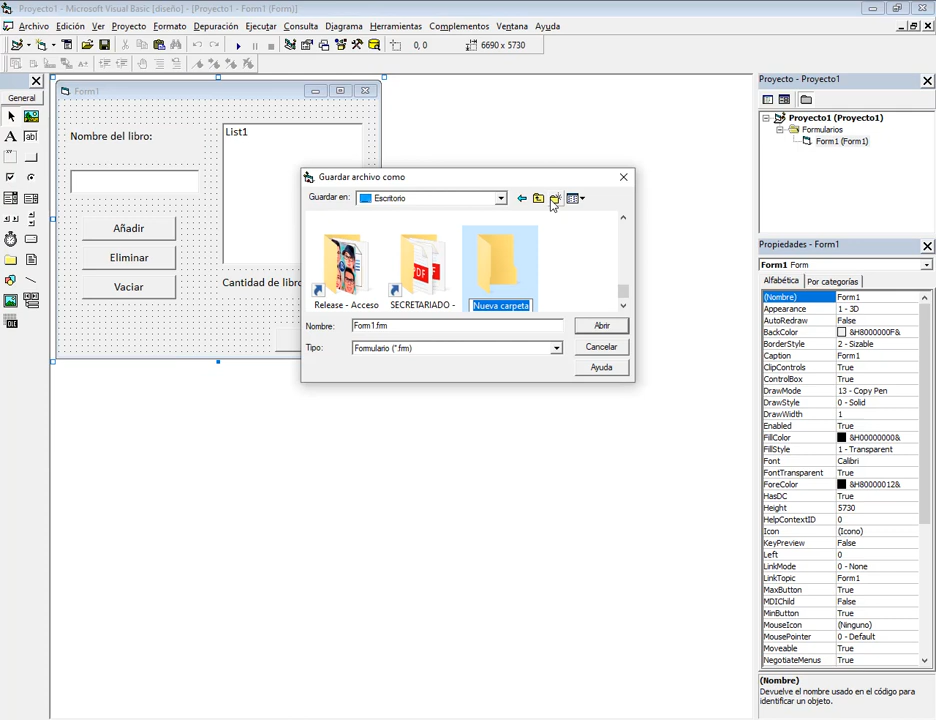 Proyecto1 - Microsoft Visual Basic [diseño] - [Proyecto1 - Form1 (Form)]
Archivo Edición Ver Proyecto Formato Depuración Ejecutar Consulta Diagrama Herramientas Complementos Ventana Ayuda
0, 0 6690 x 5730
General
Form1
Nombre del libro:
List1
Añadir
Eliminar
Vaciar
Cantidad de libro
Guardar archivo como
Guardar en: Escritorio
PDF
Release - Acceso
SECRETARIADO -
Nueva carpeta
Nombre: Form1.frm
Abrir
Tipo: Formulario (*.frm)
Cancelar
Ayuda
Proyecto - Proyecto1
Proyecto1 (Proyecto1)
Formularios
Form1 (Form1)
Propiedades - Form1
Form1 Form
Alfabética Por categorías
(Nombre) Form1
Appearance 1 - 3D
AutoRedraw False
BackColor &H8000000F&
BorderStyle 2 - Sizable
Caption Form1
ClipControls True
ControlBox True
DrawMode 13 - Copy Pen
DrawStyle 0 - Solid
DrawWidth 1
Enabled True
FillColor &H00000000&
FillStyle 1 - Transparent
Font Calibri
FontTransparent True
ForeColor &H80000012&
HasDC True
Height 5730
HelpContextID 0
Icon (Icono)
KeyPreview False
Left 0
LinkMode 0 - None
LinkTopic Form1
MaxButton True
MDIChild False
MinButton True
MouseIcon (Ninguno)
MousePointer 0 - Default
Moveable True
NegotiateMenus True
(Nombre)
Devuelve el nombre usado en el código para
identificar un objeto.